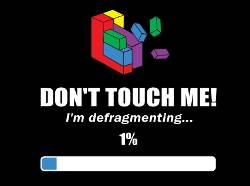 DON'T TOUCH ME!
I'm defragmenting...
1%